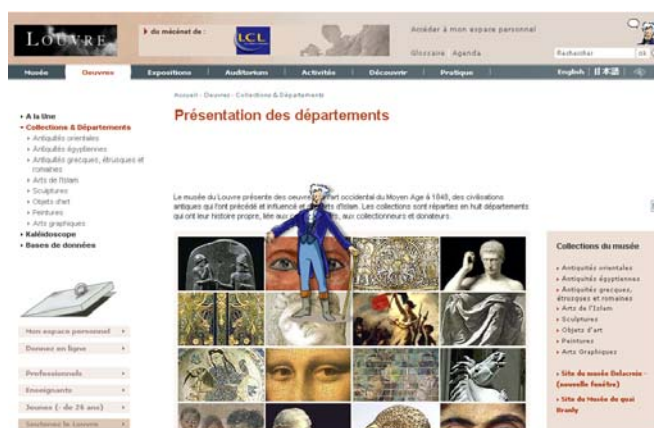 LOUVRE
du mécénat de :
LCL
Accéder à mon espace personnel
Glossaire Agenda
Rechercher
ok
Musée
Oeuvres
Expositions
Auditorium
Activités
Découvrir
Pratique
English
日本語
Accueil : Oeuvres : Collections & Départements
Présentation des départements
A la Une
Collections & Départements
Antiquités orientales
Antiquités égyptiennes
Antiquités grecques, étrusques et
romaines
Arts de l'Islam
Sculptures
Objets d'art
Peintures
Arts graphiques
Kaléidoscope
Bases de données
Mon espace personnel
Donnez en ligne
Professionnels
Enseignants
Jeunes (- de 26 ans)
Soutenez le Louvre
Le musée du Louvre présente des oeuvres art occidental du Moyen Age à 1848, des civilisations
antiques qui l'ont précédé et influencé et d'Islam. Les collections sont réparties en huit départements
qui ont leur histoire propre, liée aux aux collectionneurs et donateurs.
Collections du musée
Antiquités orientales
Antiquités égyptiennes
Antiquités grecques,
étrusques et romaines
Arts de l'Islam
Sculptures
Objets d'art
Peintures
Arts Graphiques
Site du musée Delacroix -
(nouvelle fenêtre)
Site du Musée du quai
Branly